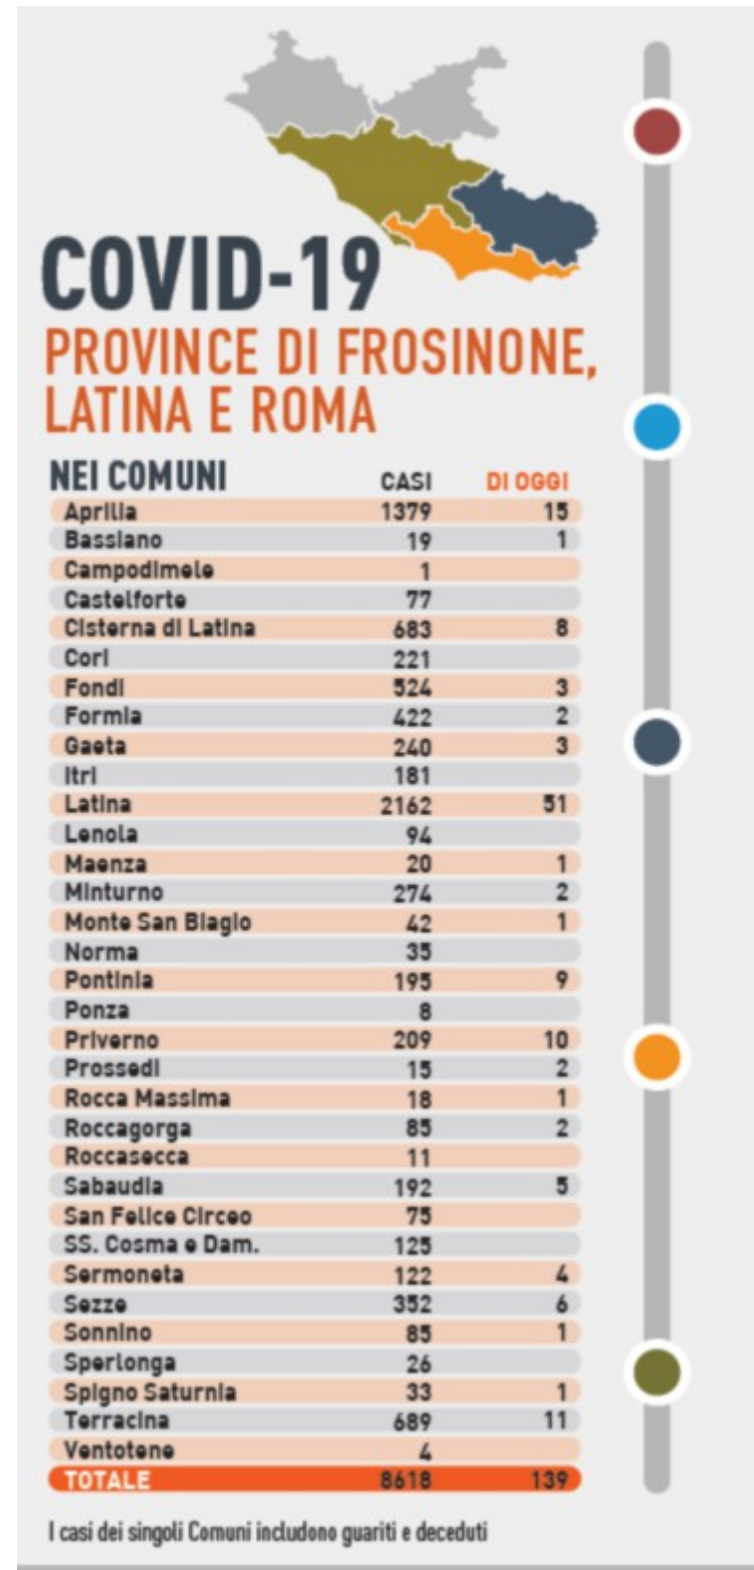 COVID-19
PROVINCE DI FROSINONE,
LATINA E ROMA
NEI COMUNI CASI DI OGGI
Aprilia 1379 15
Bassiano 19 1
Campodimele 1
Castelforte 77
Cisterna di Latina 683 8
Cori 221
Fondi 524 3
Formia 422 2
Gaeta 240 3
Itri 181
Latina 2162 51
Lenola 94
Maenza 20 1
Minturno 274 2
Monte San Biagio 42 1
Norma 35
Pontinia 195 9
Ponza 8
Priverno 209 10
Prossedi 15 2
Rocca Massima 18 1
Roccagorga 85 2
Roccasecca 11
Sabaudia 192 5
San Felice Circeo 75
SS. Cosma e Dam. 125
Sermoneta 122 4
Sezze 352 6
Sonnino 85 1
Sperlonga 26
Spigno Saturnia 33 1
Terracina 689 11
Ventotene 4
TOTALE 8618 139
I casi dei singoli Comuni includono guariti e deceduti